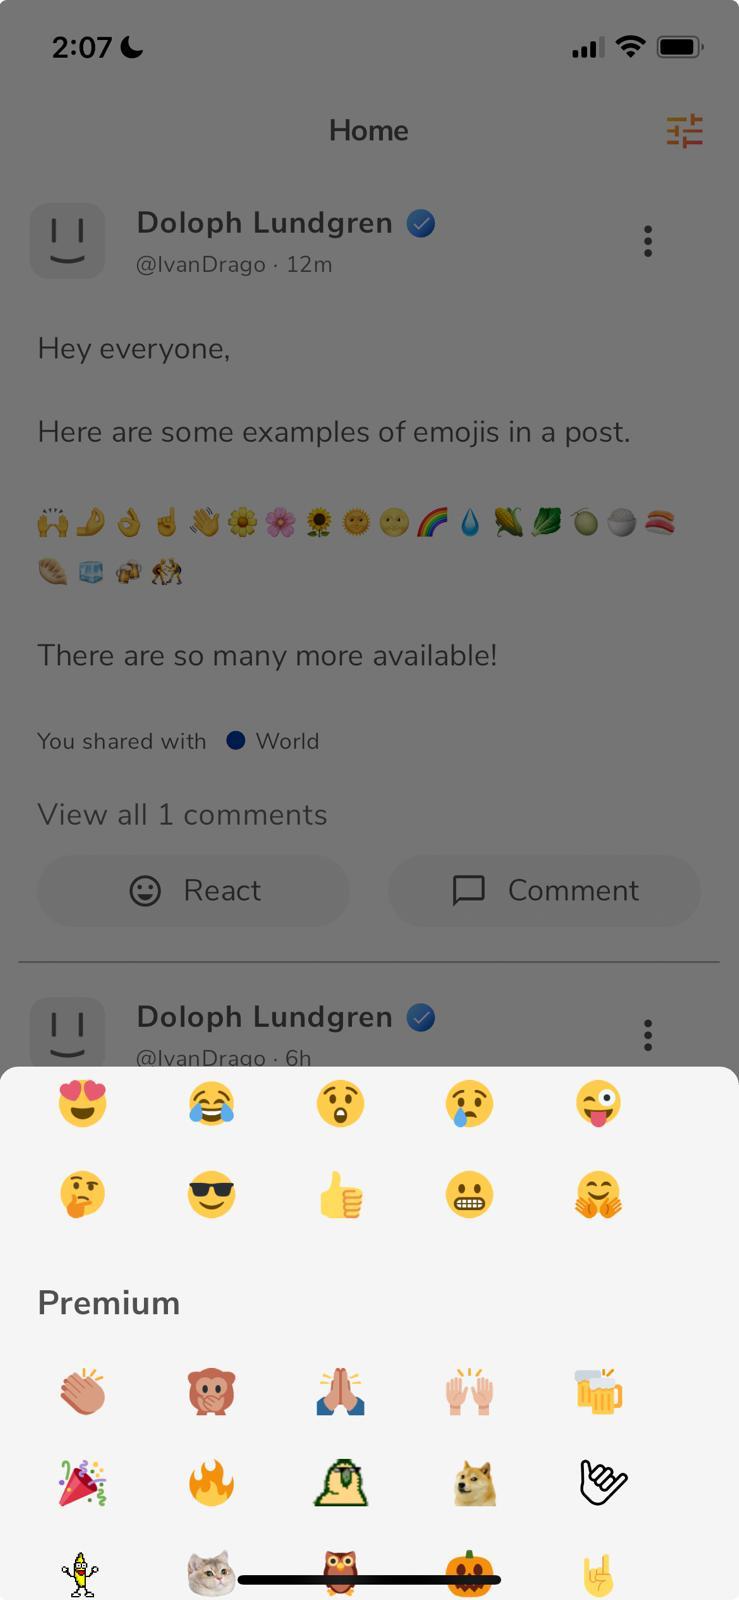 2:07
Home
Doloph Lundgren
@IvanDrago · 12m
Hey everyone,
Here are some examples of emojis in a post.
🙌🤌👌☝️👋🌼🌸🌻🌞🌝🌈💧🌽🥬🍈🍚🍣
🥟🧊🍻🤼
There are so many more available!
You shared with World
View all 1 comments
React
Comment
Doloph Lundgren
@IvanDrago · 6h
Premium